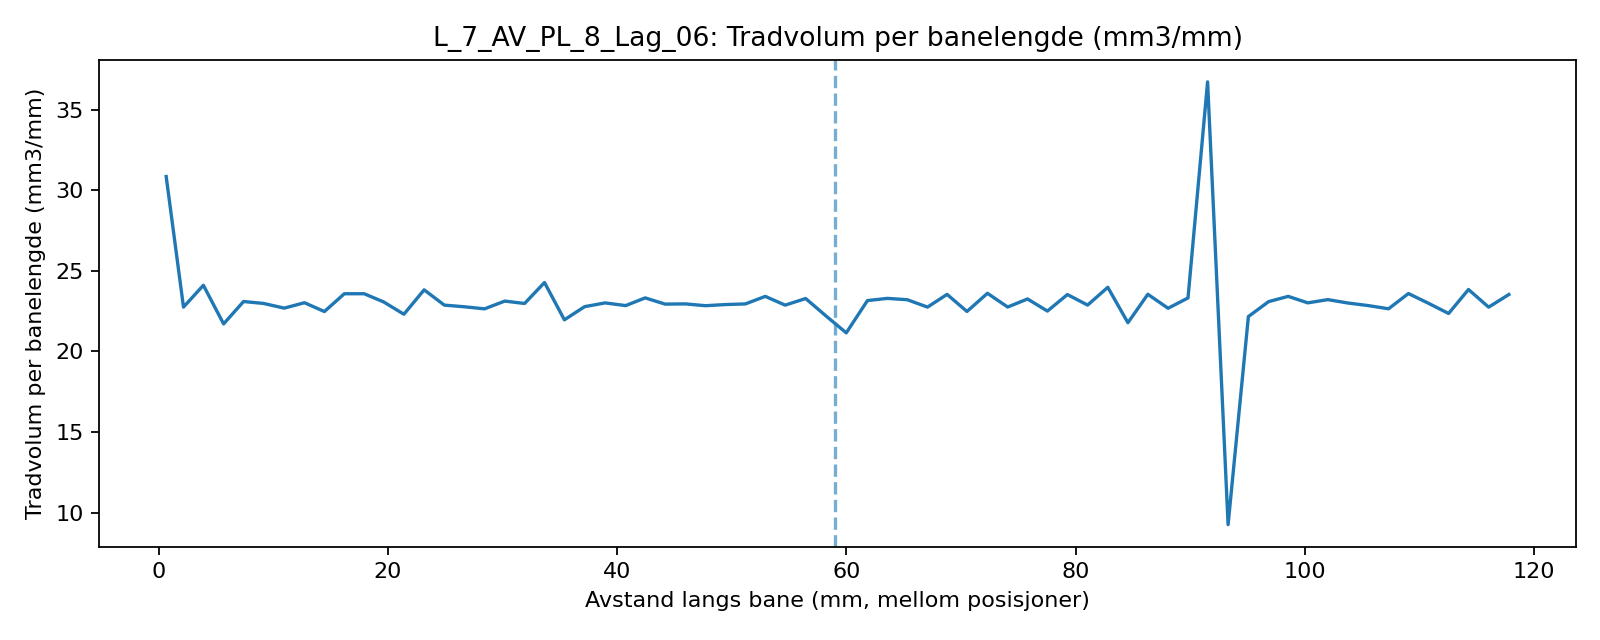 L_7_AV_PL_8_Lag_06: Tradvolum per banelengde (mm3/mm)
Tradvolum per banelengde (mm3/mm)
35
30
25
20
15
10
0 20 40 60 80 100 120
Avstand langs bane (mm, mellom posisjoner)